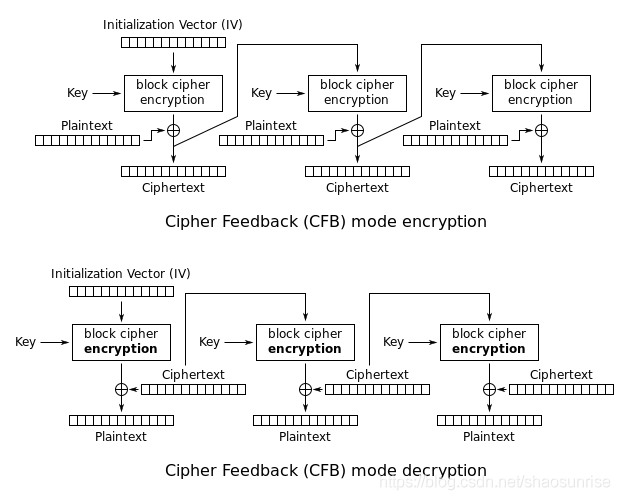 Initialization Vector (IV)
Key
block cipher
encryption
Key
block cipher
encryption
Key
block cipher
encryption
Plaintext
Plaintext
Plaintext
Ciphertext
Ciphertext
Ciphertext
Cipher Feedback (CFB) mode encryption
Initialization Vector (IV)
Key
block cipher
encryption
Key
block cipher
encryption
Key
block cipher
encryption
Ciphertext
Ciphertext
Ciphertext
Plaintext
Plaintext
Plaintext
Cipher Feedback (CFB) mode decryption
https://blog.csdn.net/shaosunrise